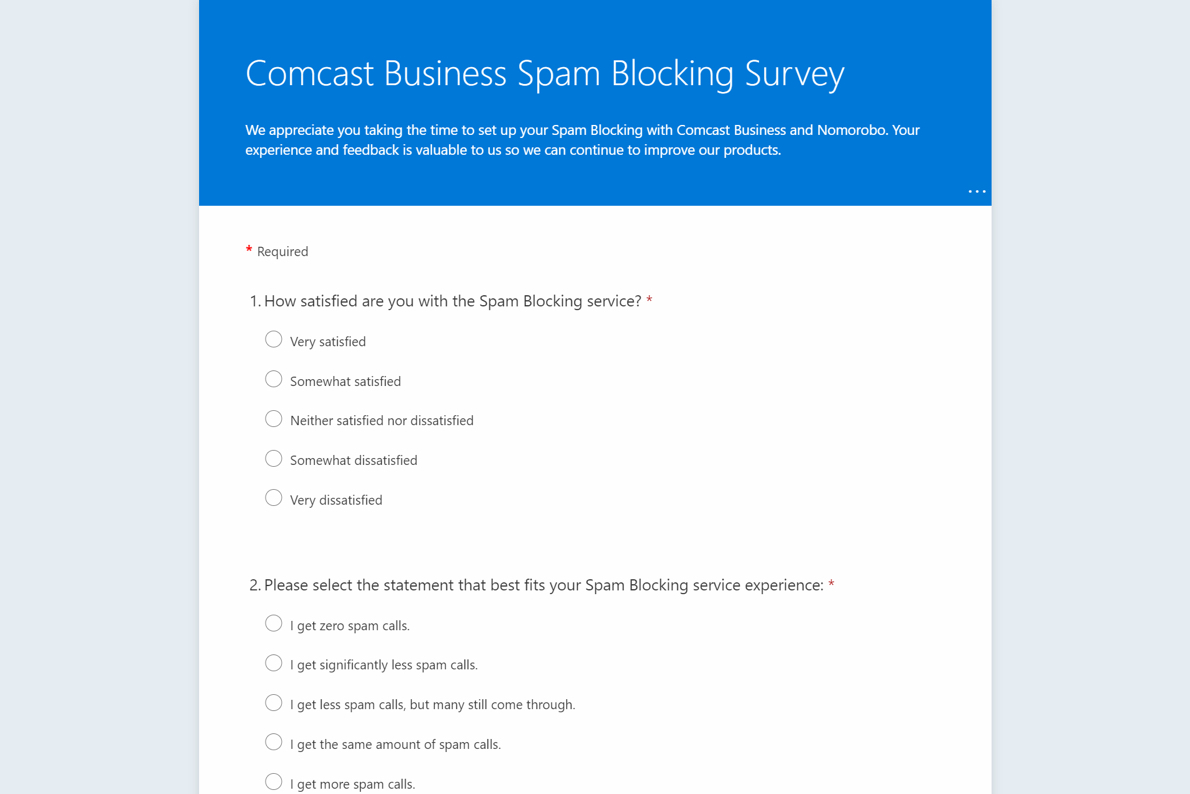 Comcast Business Spam Blocking Survey
We appreciate you taking the time to set up your Spam Blocking with Comcast Business and Nomorobo. Your
experience and feedback is valuable to us so we can continue to improve our products.
...
* Required
1. How satisfied are you with the Spam Blocking service? *
Very satisfied
Somewhat satisfied
Neither satisfied nor dissatisfied
Somewhat dissatisfied
Very dissatisfied
2. Please select the statement that best fits your Spam Blocking service experience: *
I get zero spam calls.
I get significantly less spam calls.
I get less spam calls, but many still come through.
I get the same amount of spam calls.
I get more spam calls.